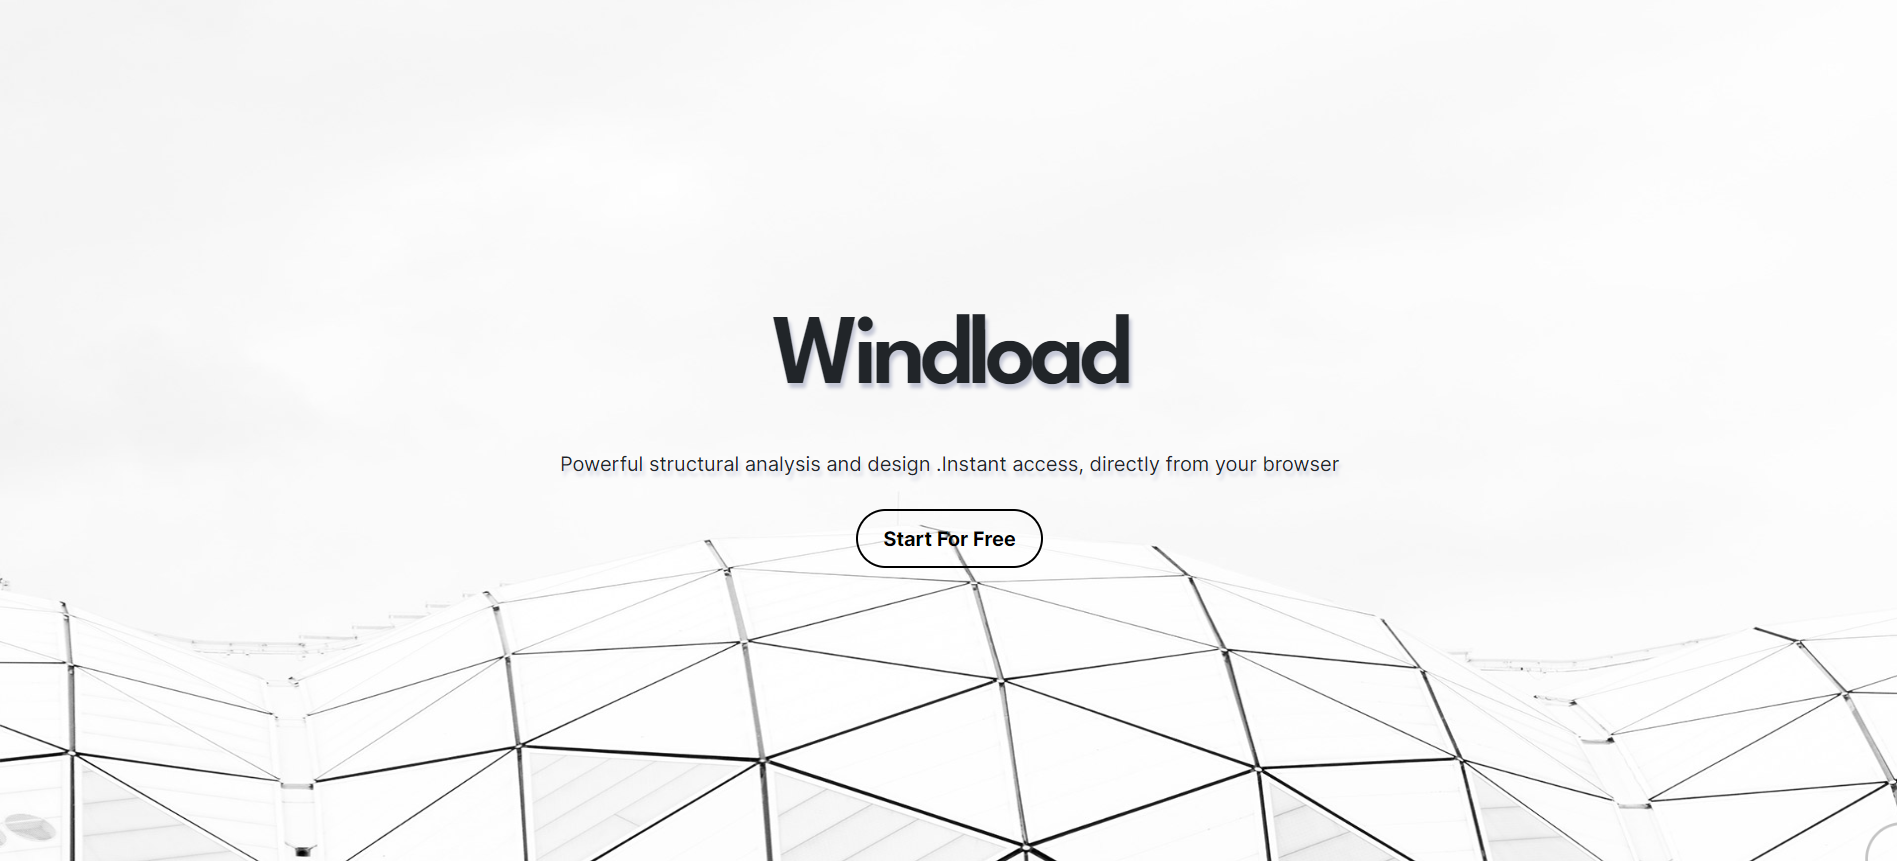 Windload
Powerful structural analysis and design .Instant access, directly from your browser
Start For Free